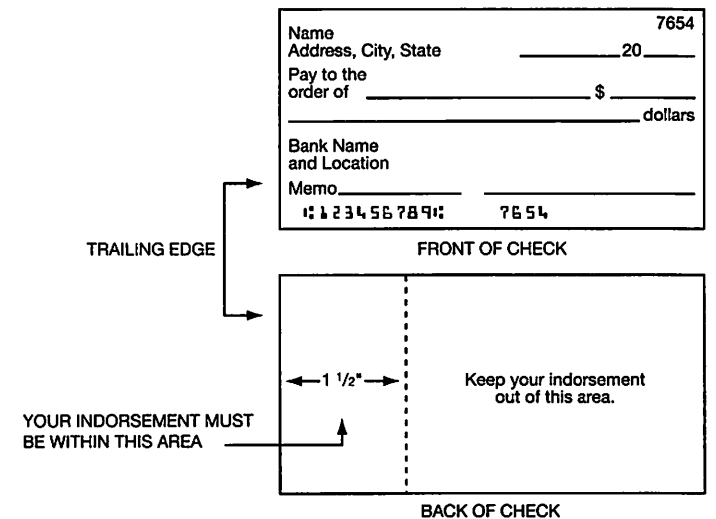 7654
Name
Address, City, State 20
Pay to the
order of $
dollars
Bank Name
and Location
Memo
⑆123456789⑆ 7654
TRAILING EDGE
FRONT OF CHECK
1 1/2"
Keep your indorsement
out of this area.
YOUR INDORSEMENT MUST
BE WITHIN THIS AREA
BACK OF CHECK